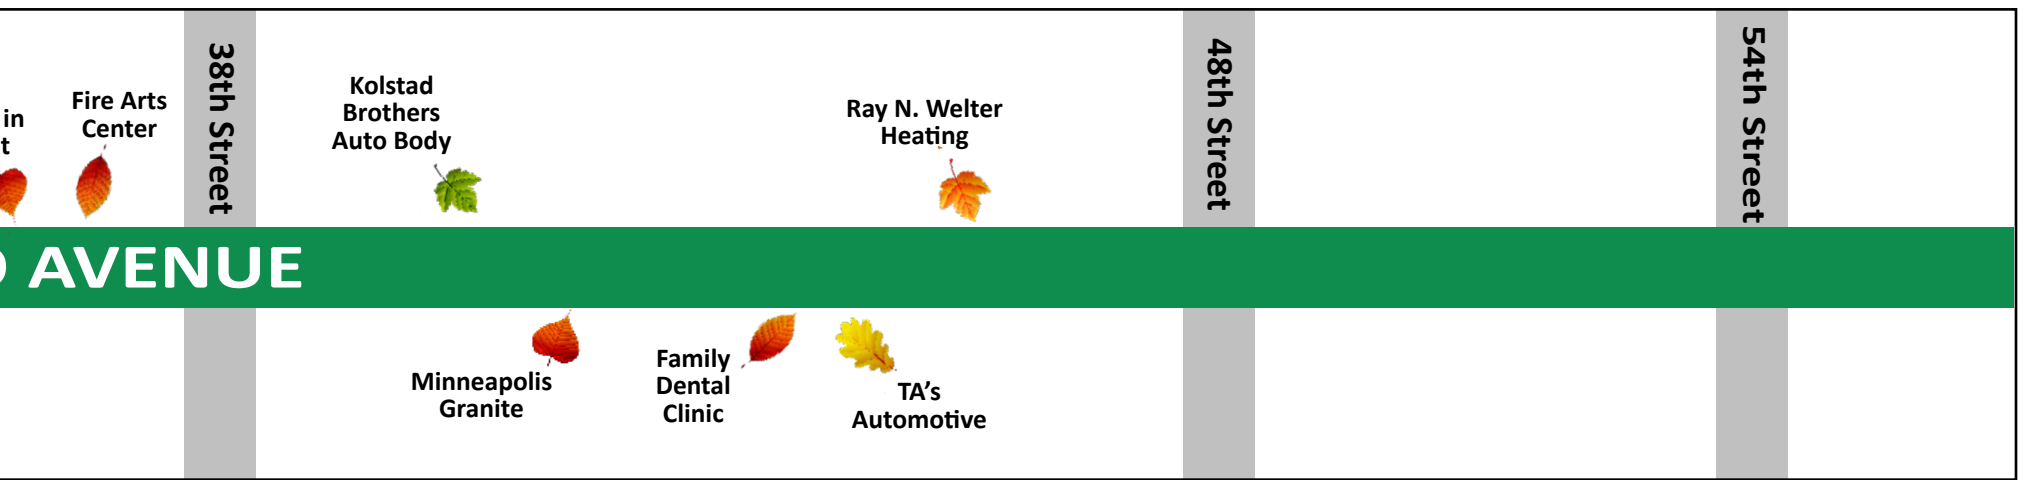 in
t
Fire Arts
Center
38th Street
Kolstad
Brothers
Auto Body
Ray N. Welter
Heating
48th Street
54th Street
AVENUE
Minneapolis
Granite
Family
Dental
Clinic
TA's
Automotive